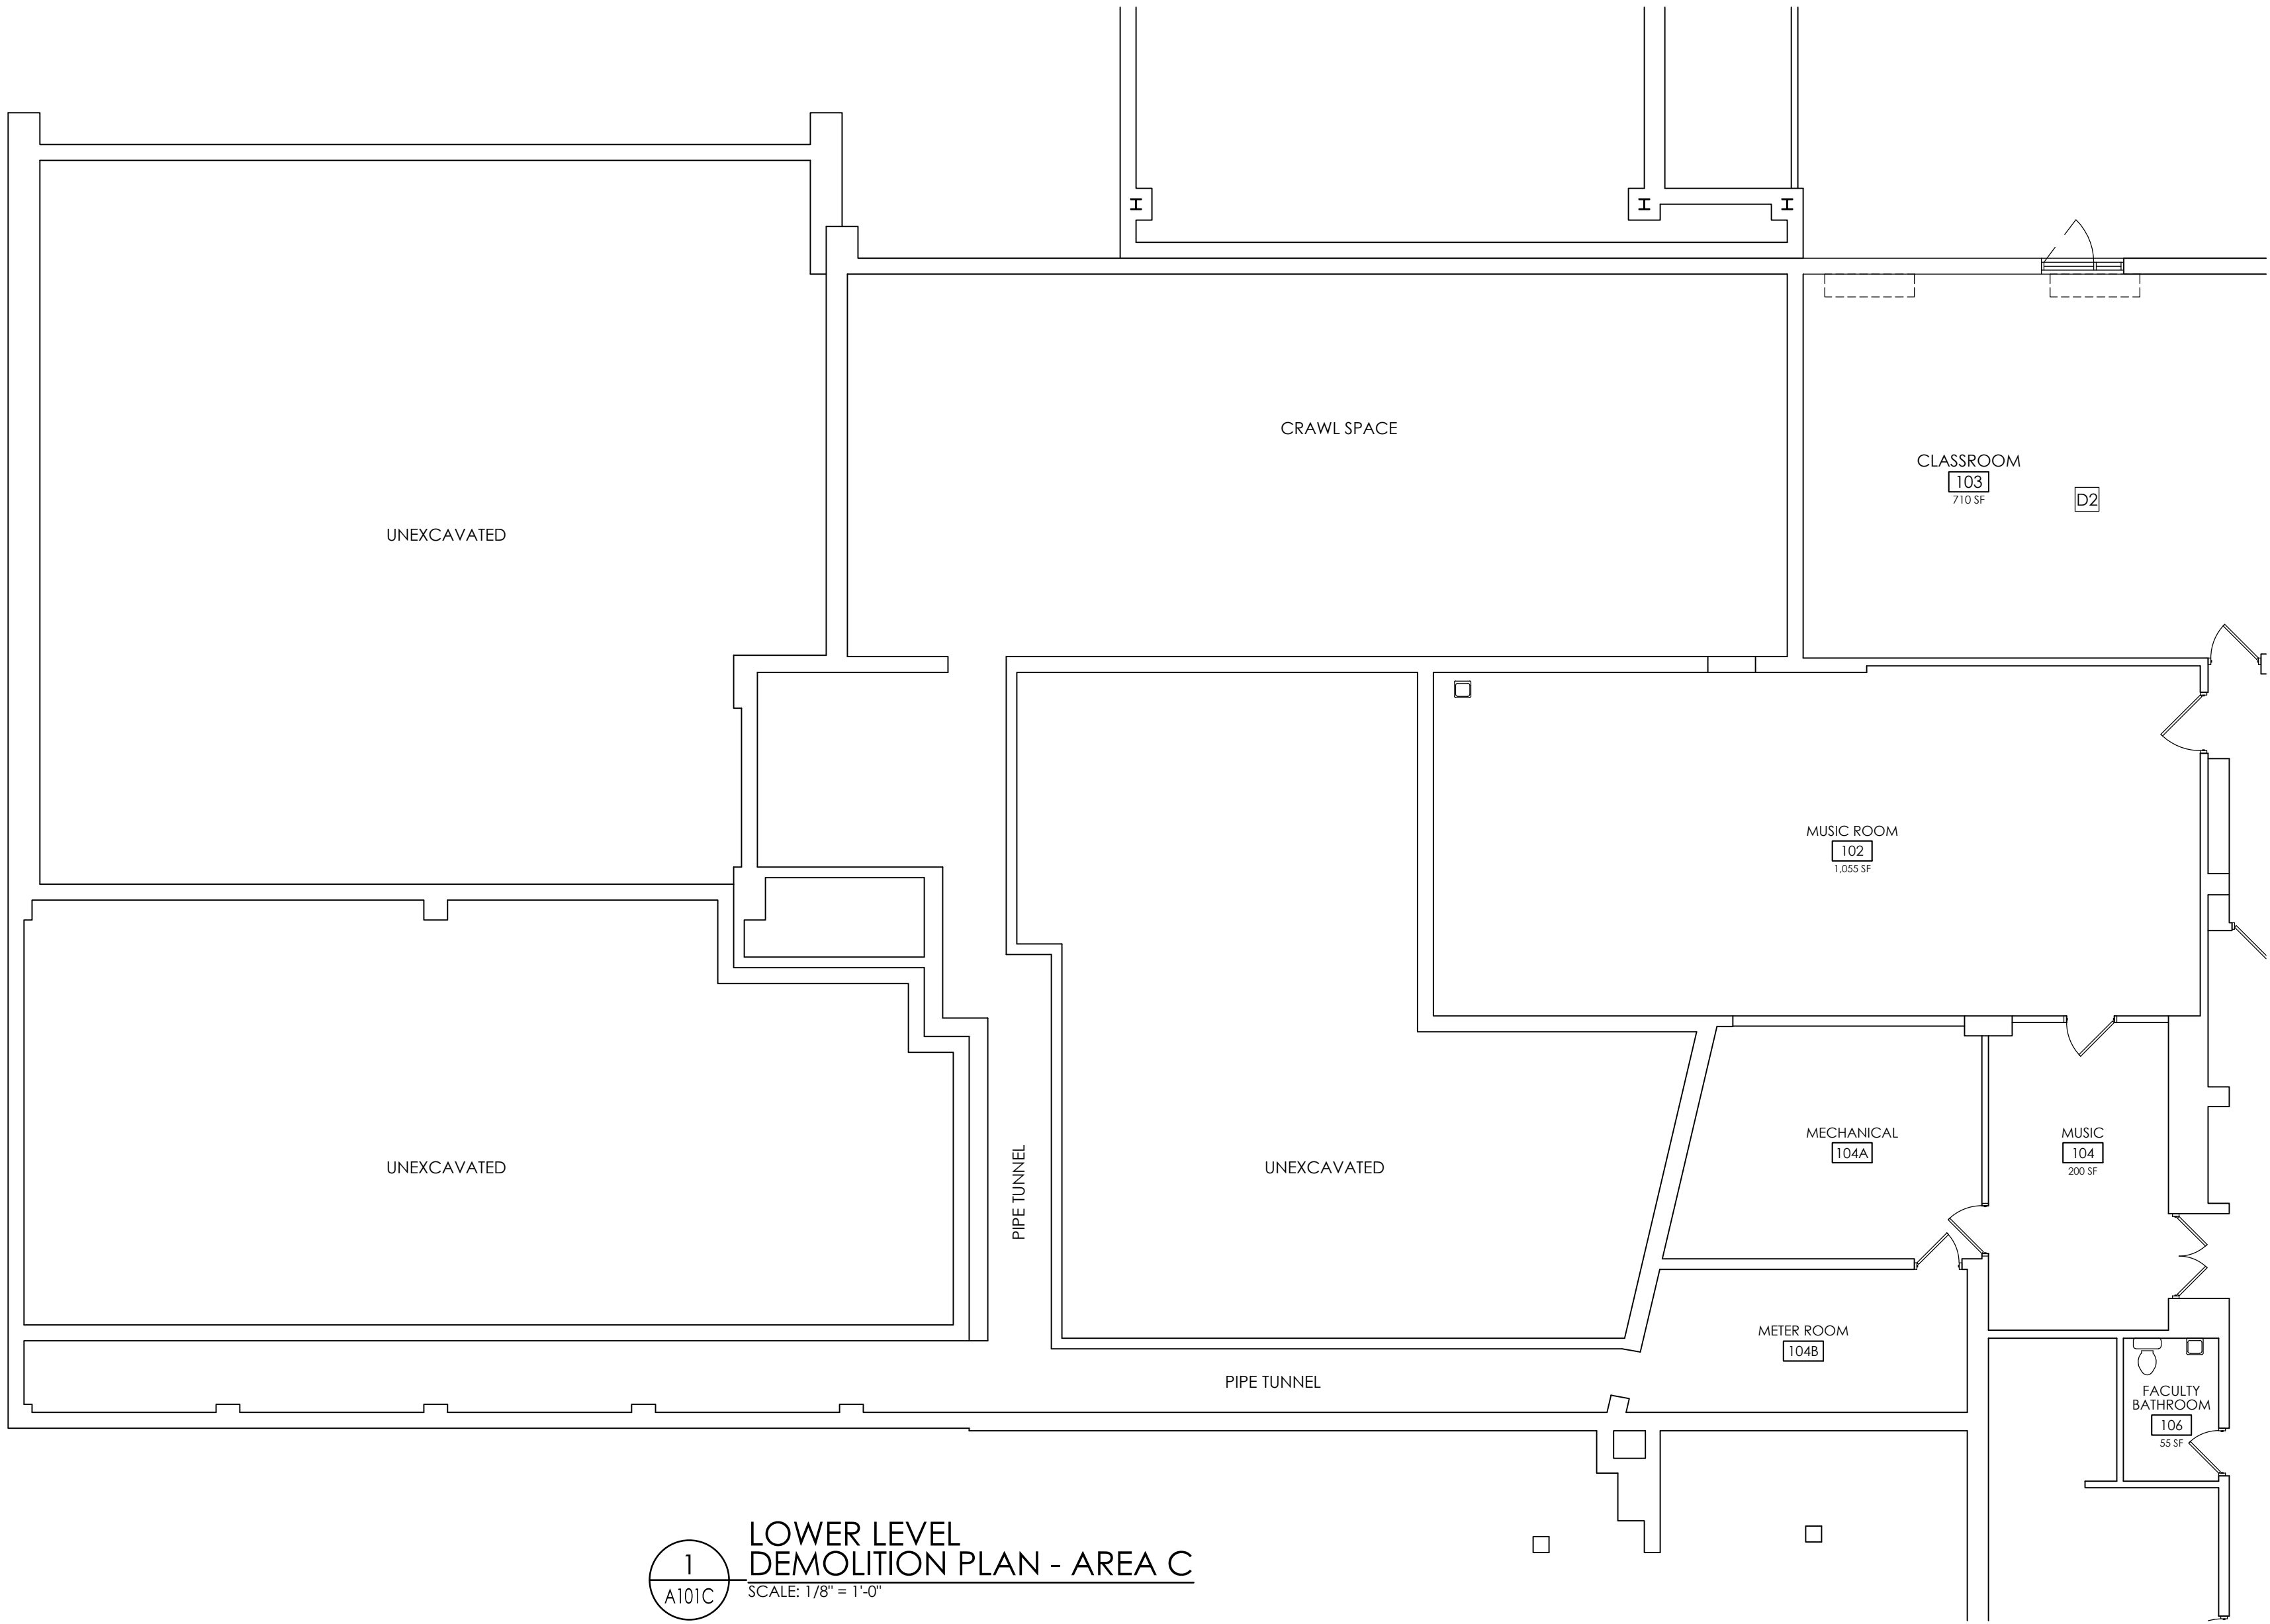 CRAWL SPACE
CLASSROOM
103
710 SF
D2
UNEXCAVATED
MUSIC ROOM
102
1,055 SF
MECHANICAL
104A
MUSIC
104
200 SF
UNEXCAVATED
PIPE TUNNEL
UNEXCAVATED
METER ROOM
104B
PIPE TUNNEL
FACULTY
BATHROOM
106
55 SF
1
A101C
LOWER LEVEL
DEMOLITION PLAN - AREA C
SCALE: 1/8" = 1'-0"